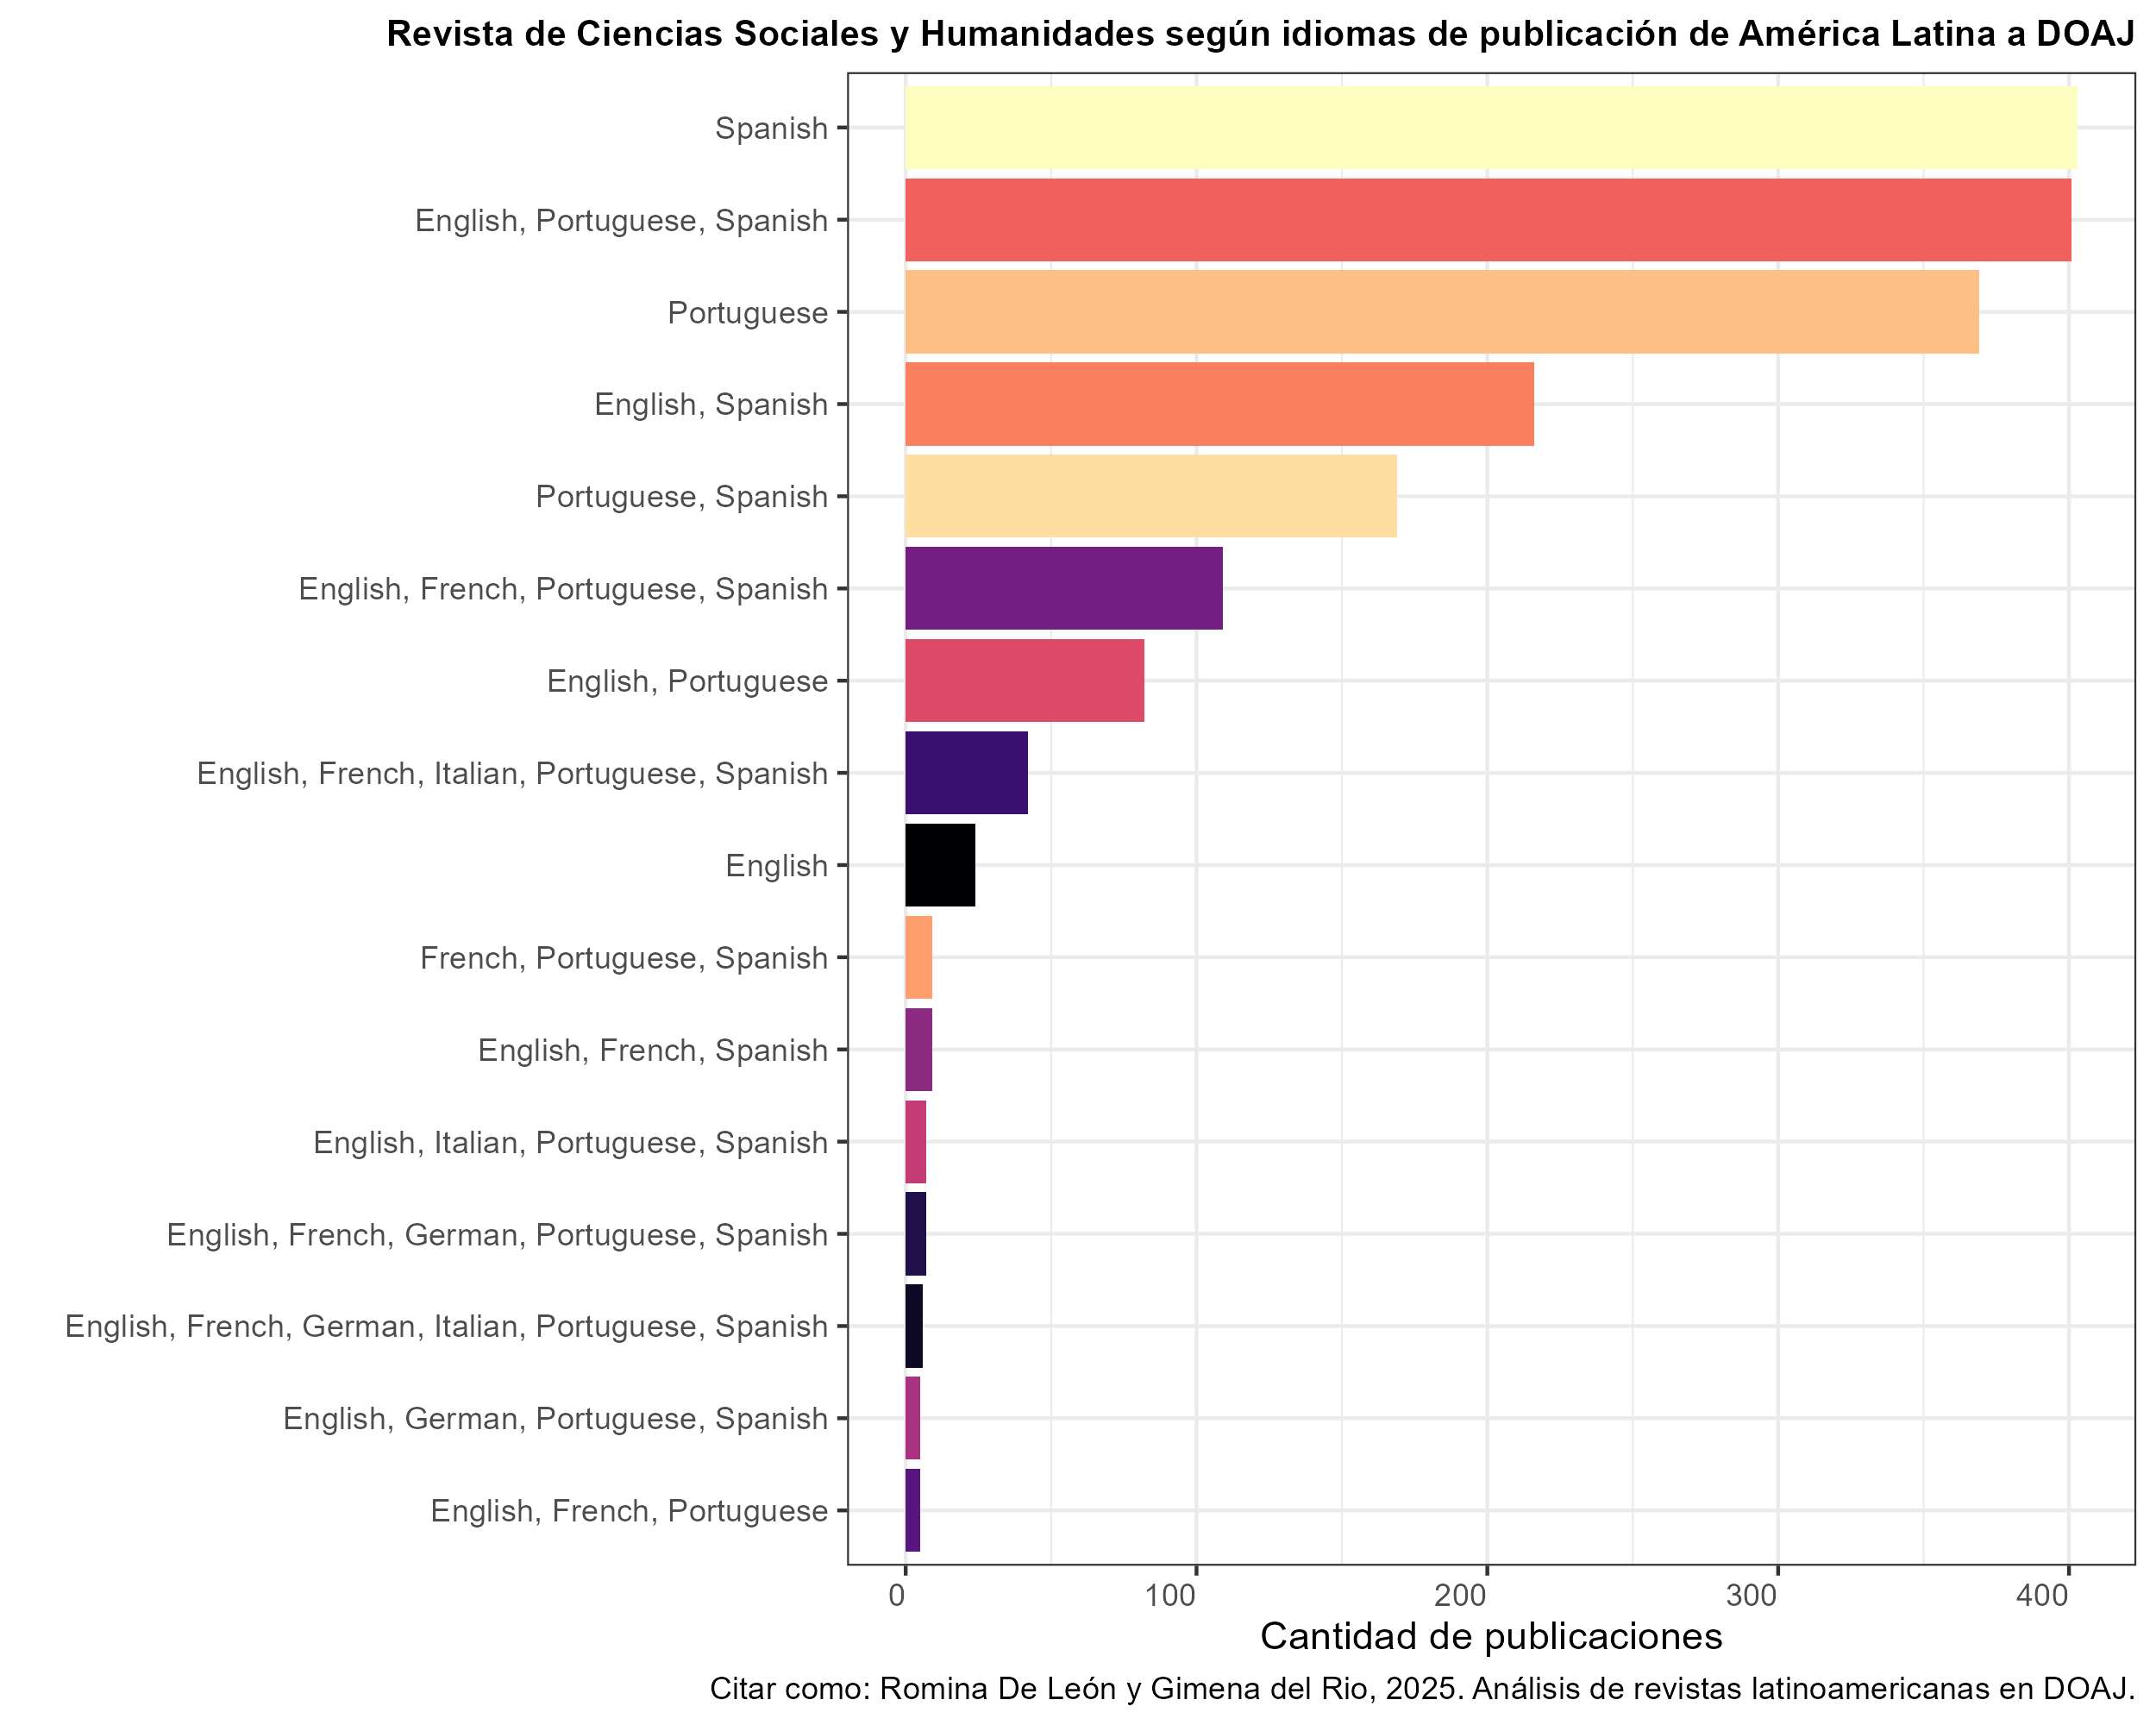 Revista de Ciencias Sociales y Humanidades según idiomas de publicación de América Latina a DOAJ
Spanish
English, Portuguese, Spanish
Portuguese
English, Spanish
Portuguese, Spanish
English, French, Portuguese, Spanish
English, Portuguese
English, French, Italian, Portuguese, Spanish
English
French, Portuguese, Spanish
English, French, Spanish
English, Italian, Portuguese, Spanish
English, French, German, Portuguese, Spanish
English, French, German, Italian, Portuguese, Spanish
English, German, Portuguese, Spanish
English, French, Portuguese
0 100 200 300 400
Cantidad de publicaciones
Citar como: Romina De León y Gimena del Rio, 2025. Análisis de revistas latinoamericanas en DOAJ.